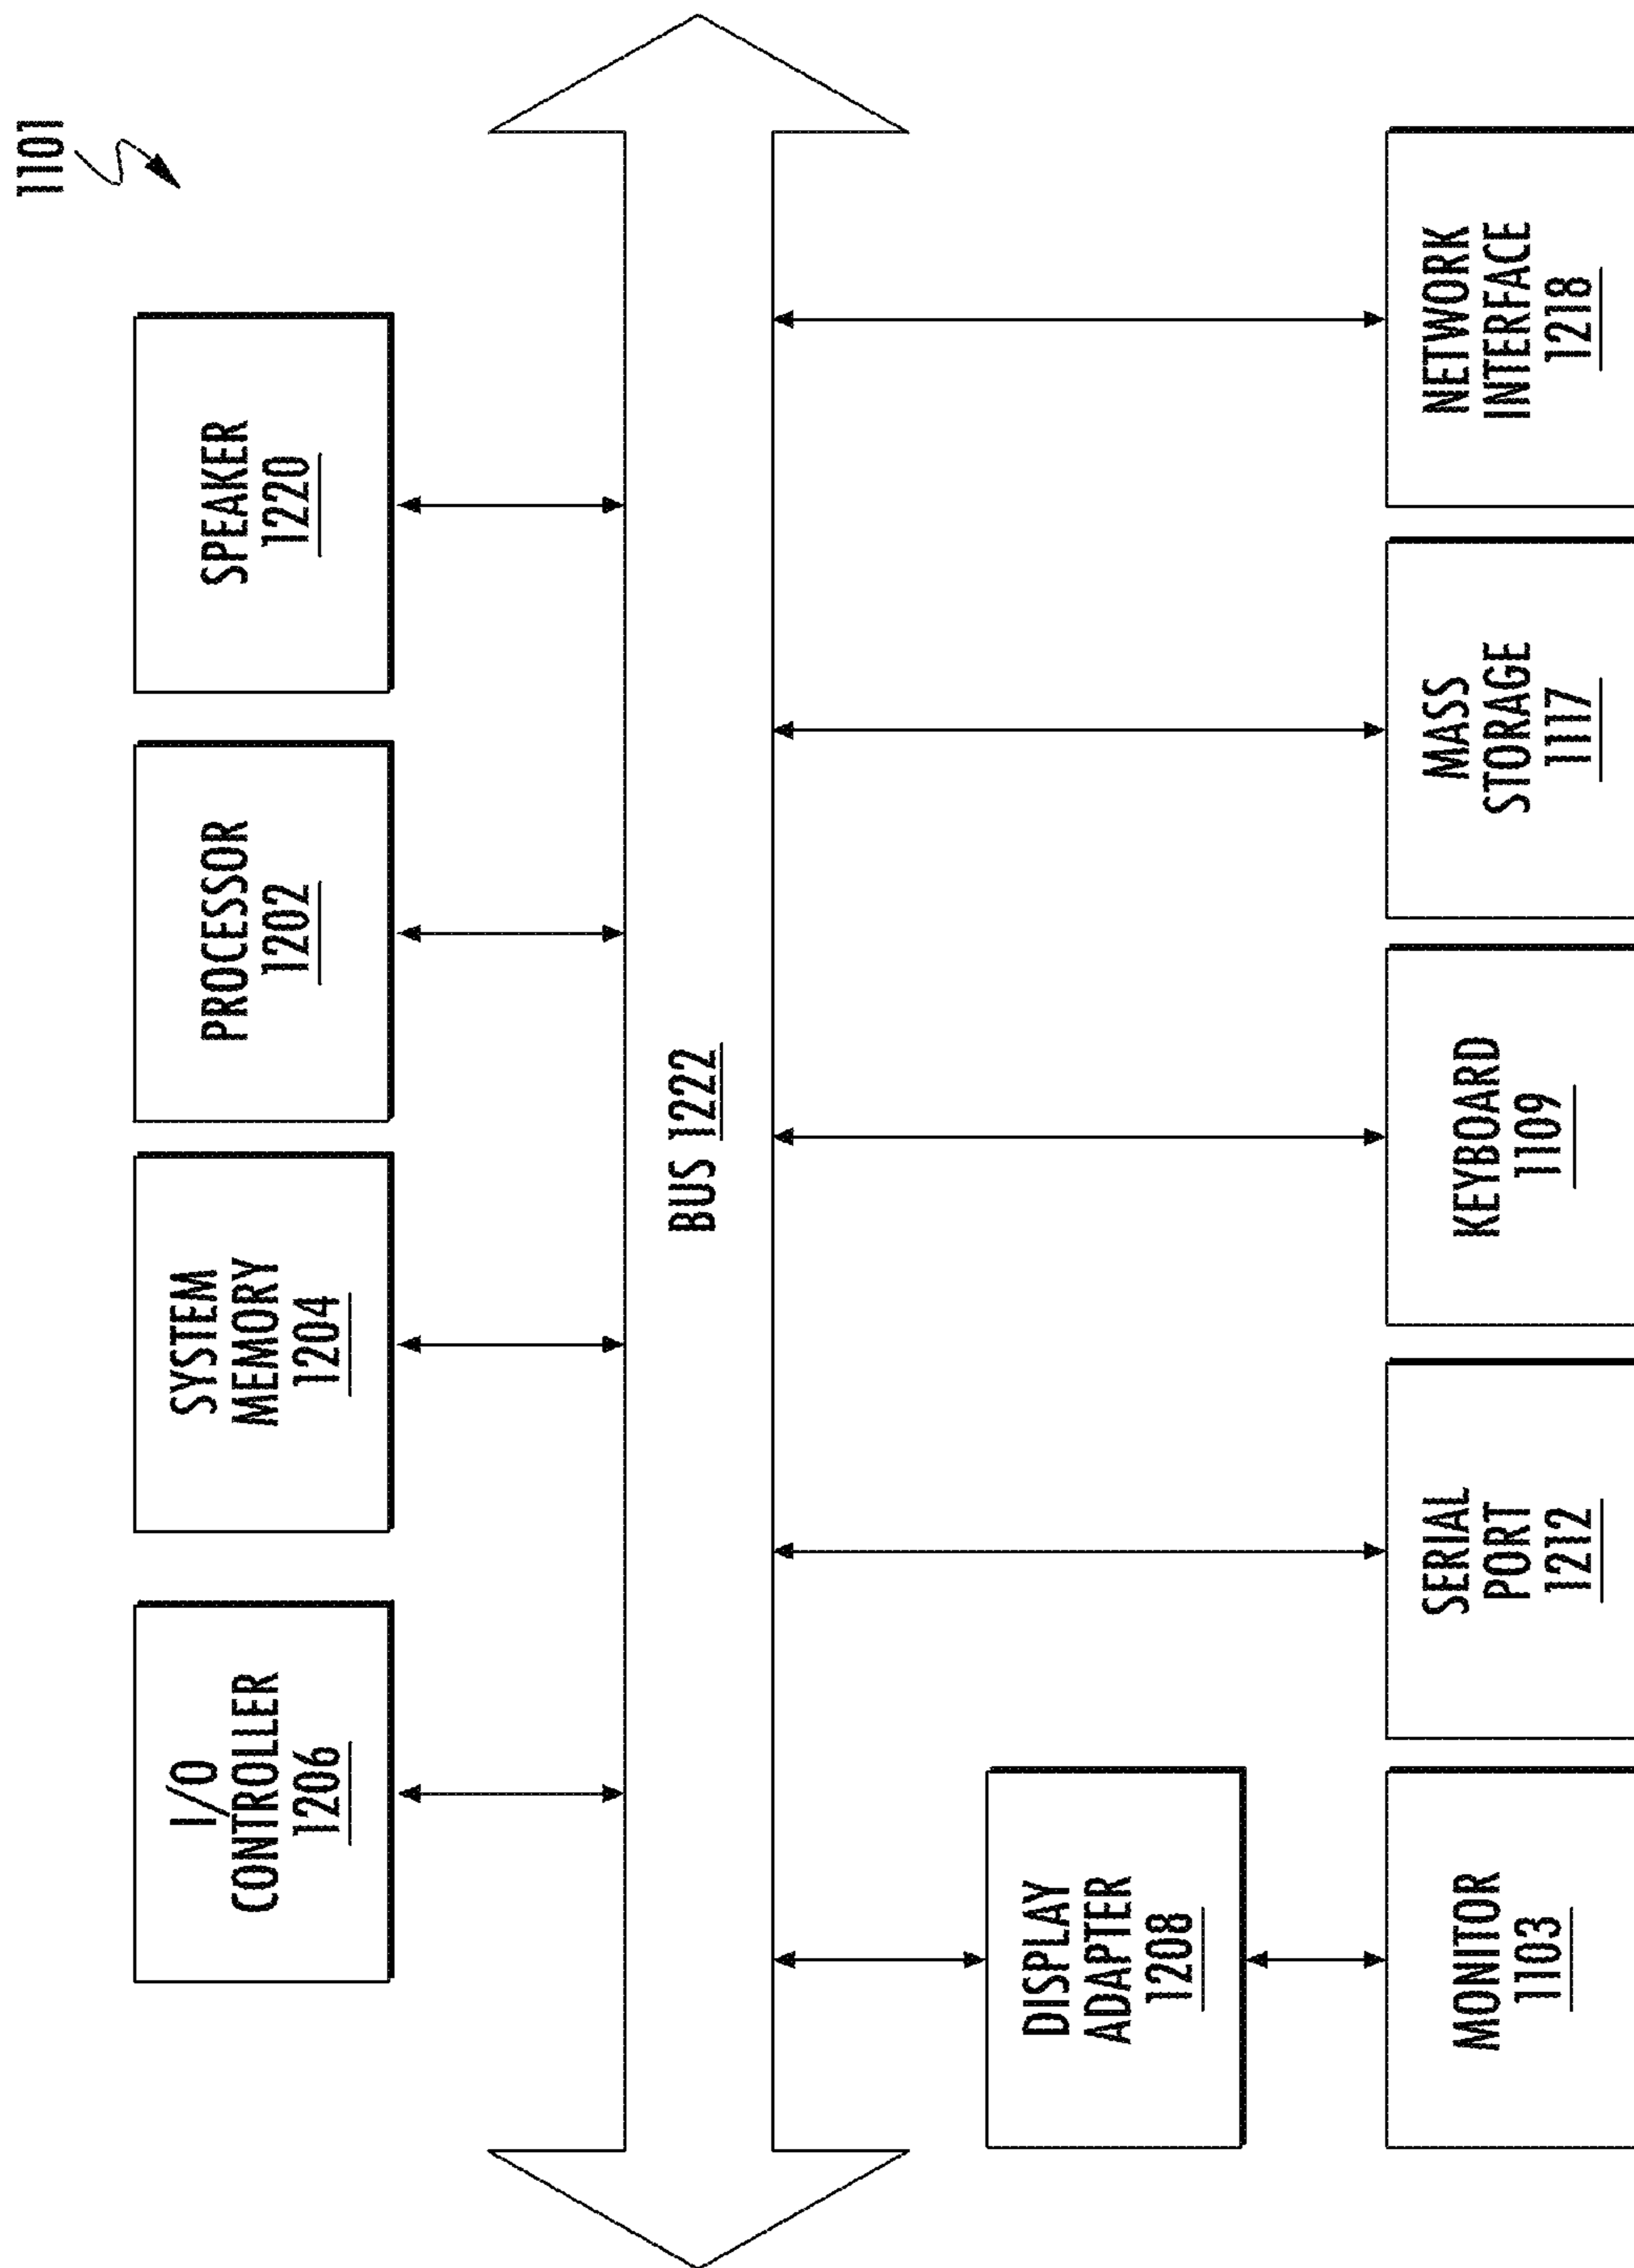 1101
I/O
CONTROLLER
1206
SYSTEM
MEMORY
1204
PROCESSOR
1202
SPEAKER
1220
BUS 1222
DISPLAY
ADAPTER
1208
MONITOR
1103
SERIAL
PORT
1212
KEYBOARD
1109
MASS
STORAGE
1117
NETWORK
INTERFACE
1218